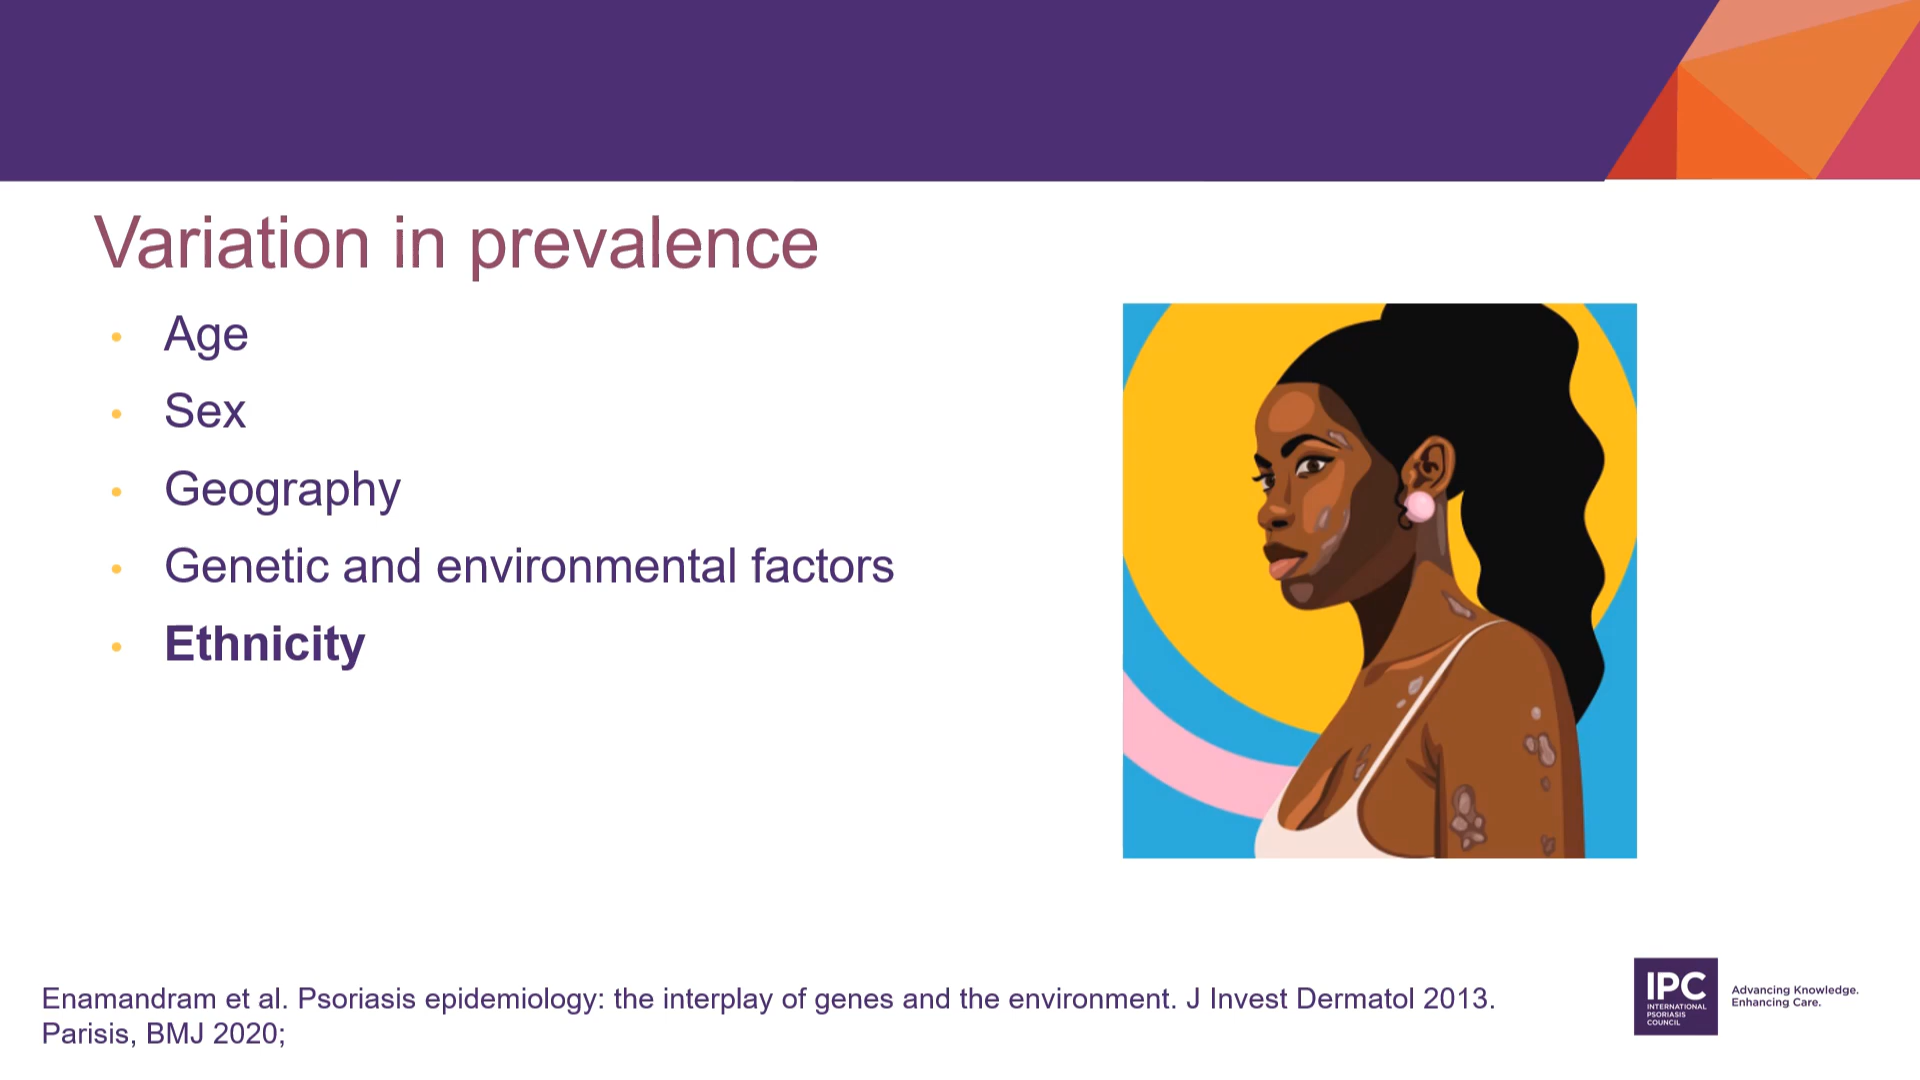 Variation in prevalence
• Age
• Sex
• Geography
• Genetic and environmental factors
• Ethnicity
Enamandram et al. Psoriasis epidemiology: the interplay of genes and the environment. J Invest Dermatol 2013.
Parisis, BMJ 2020;
IPC
INTERNATIONAL
PSORIASIS
COUNCIL
Advancing Knowledge.
Enhancing Care.